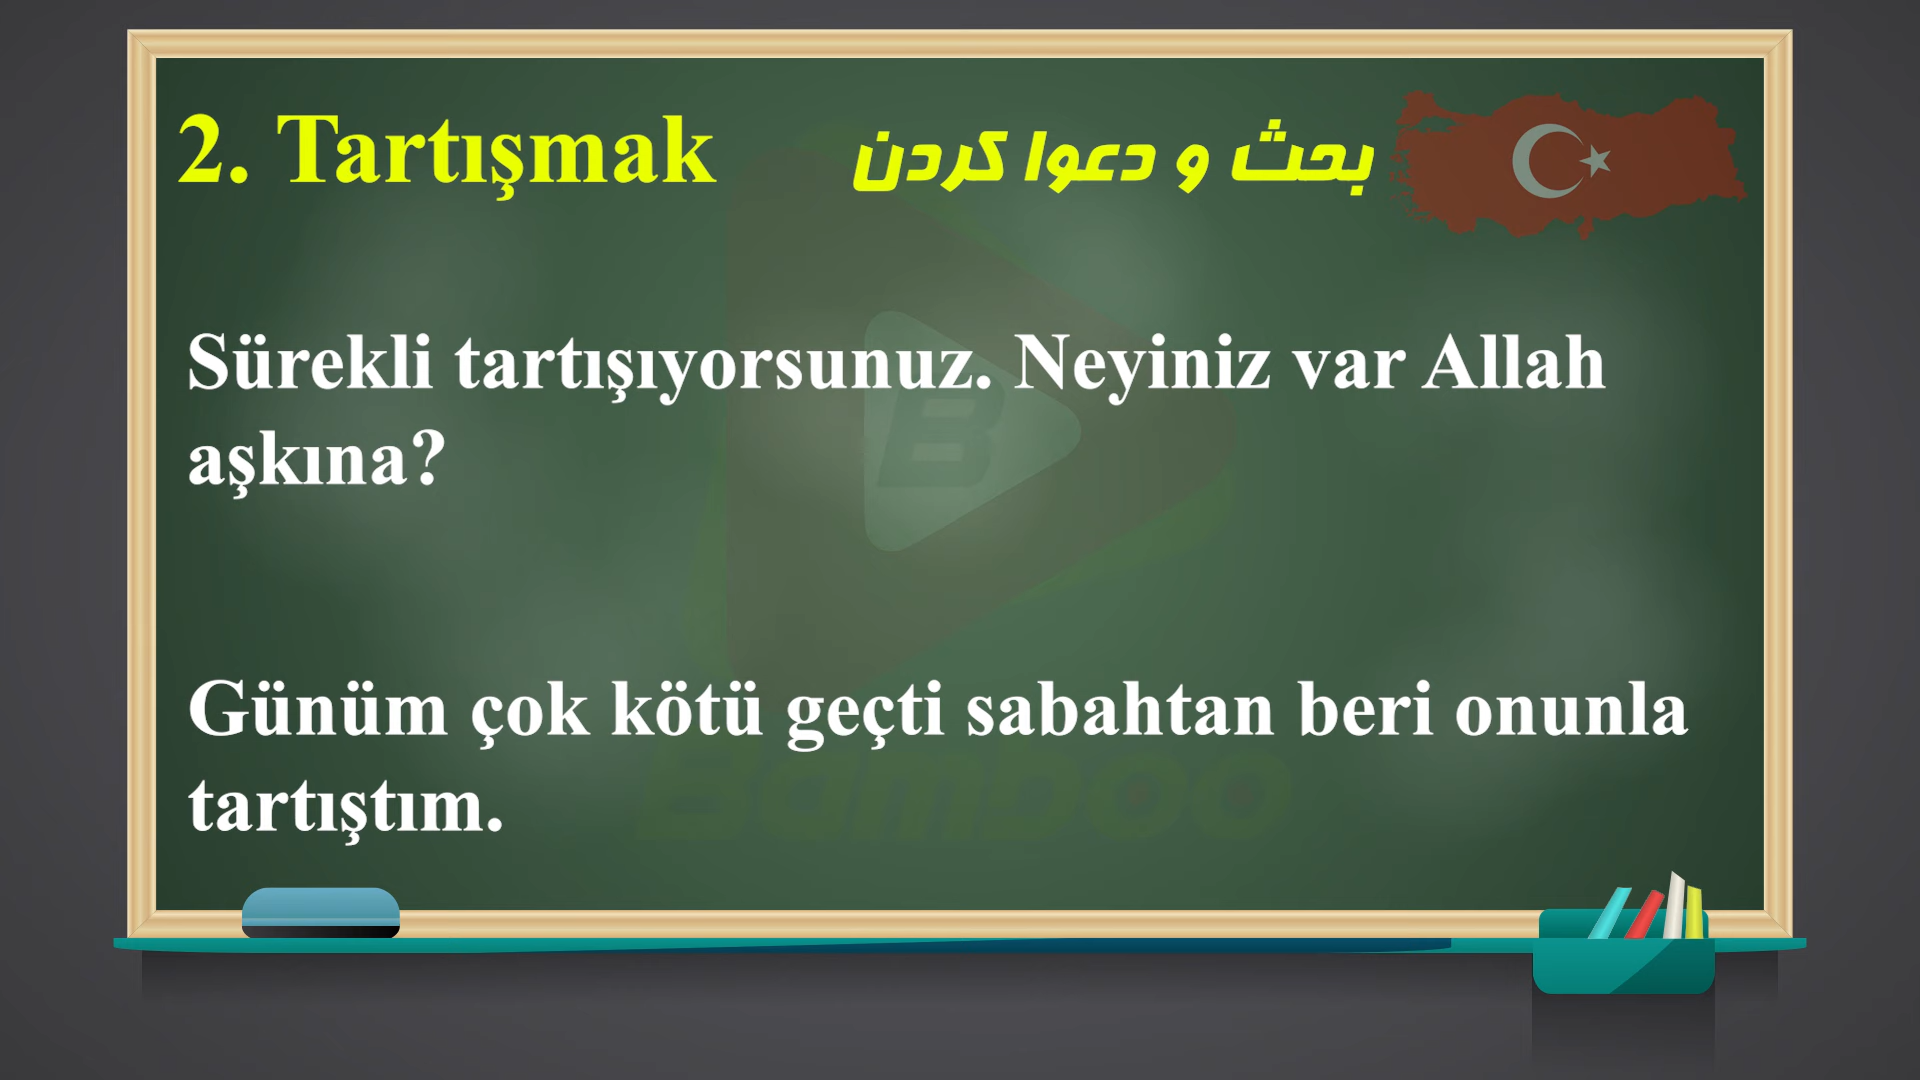 2. Tartışmak بحث و دعوا کردن
Sürekli tartışıyorsunuz. Neyiniz var Allah
aşkına?
B
Günüm çok kötü geçti sabahtan beri onunla
tartıştım.
Bamboo